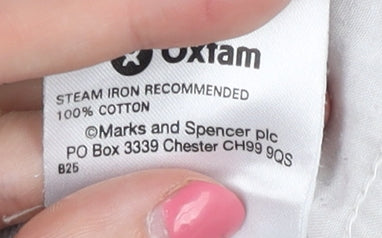 Oxfam
STEAM IRON RECOMMENDED
100% COTTON
©Marks and Spencer plc
PO Box 3339 Chester CH99 9QS
B25